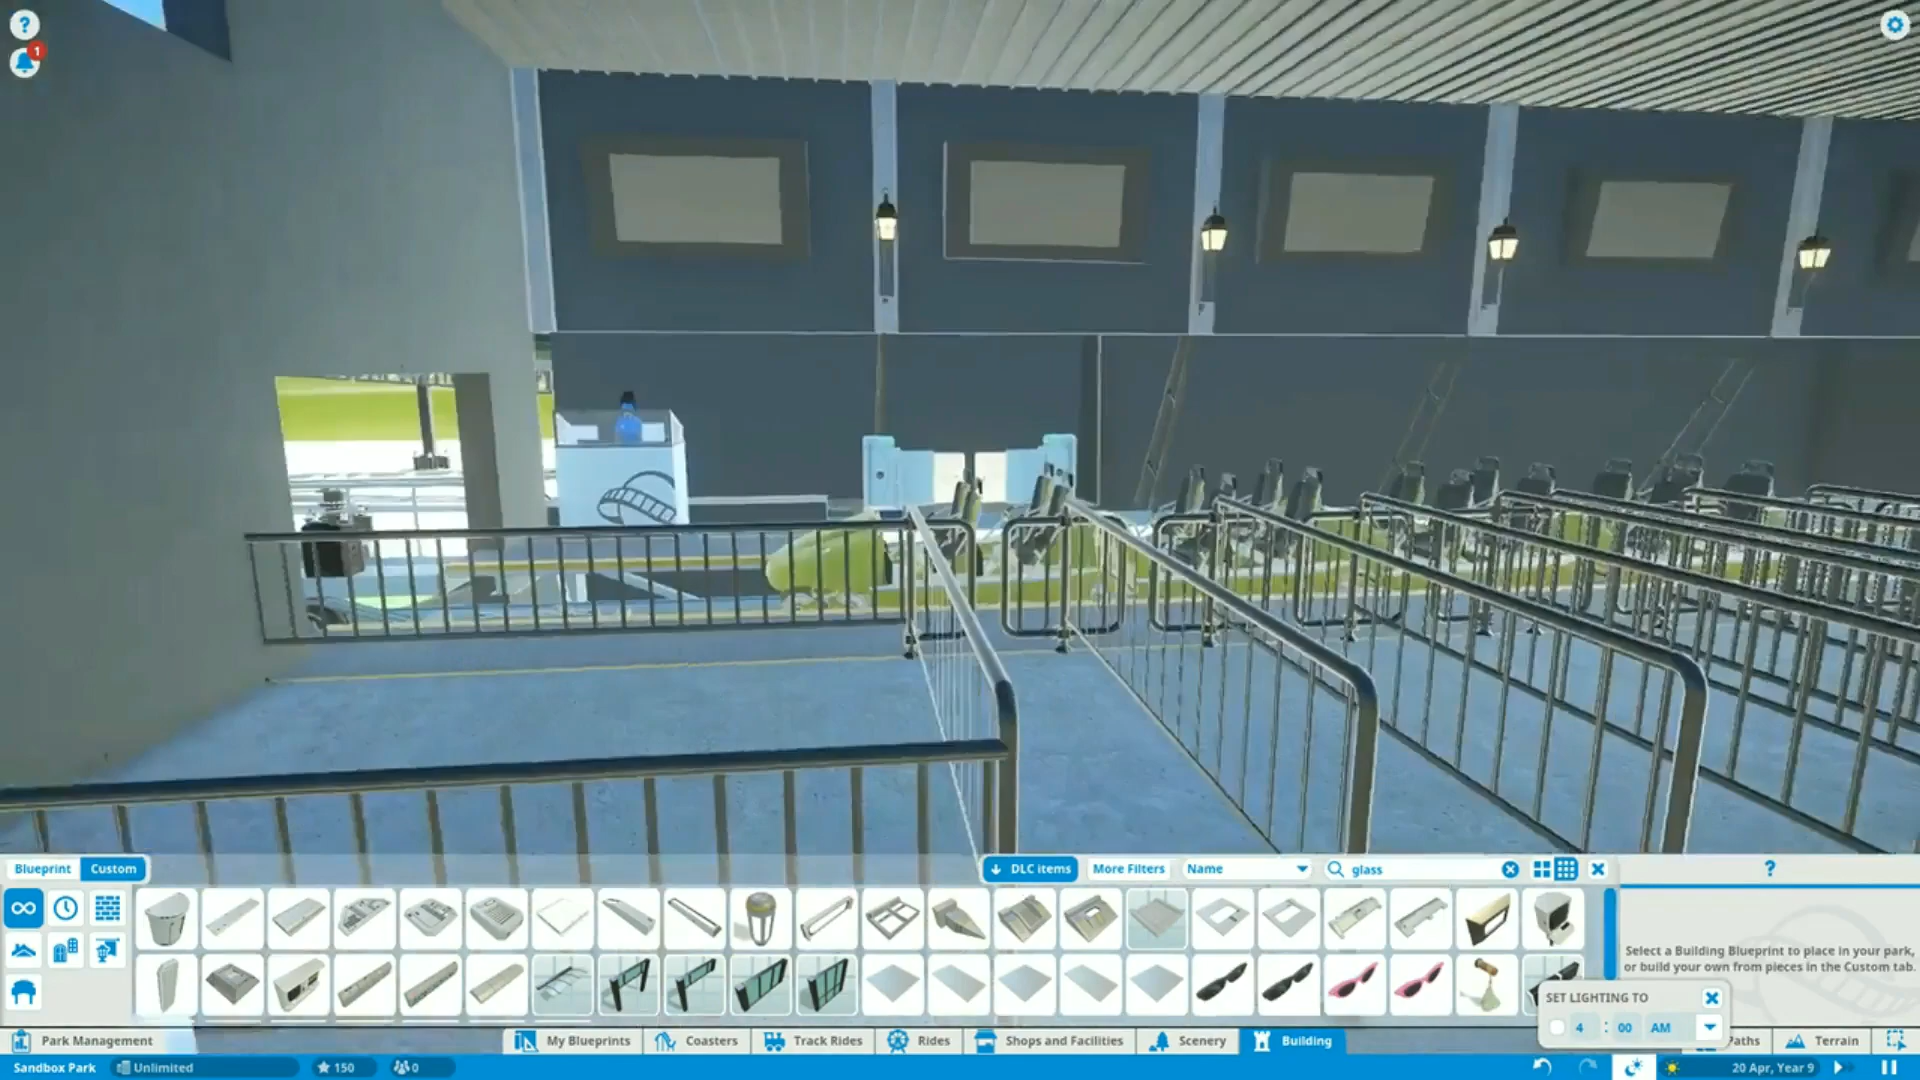 ?
1
Blueprint Custom
DLC items More Filters Name glass
?
Select a Building Blueprint to place in your park,
or build your own from pieces in the Custom tab.
SET LIGHTING TO
4 : 00 AM
Park Management My Blueprints Coasters Track Rides Rides Shops and Facilities Scenery Building Paths Terrain
Sandbox Park Unlimited 150 0 20 Apr, Year 9